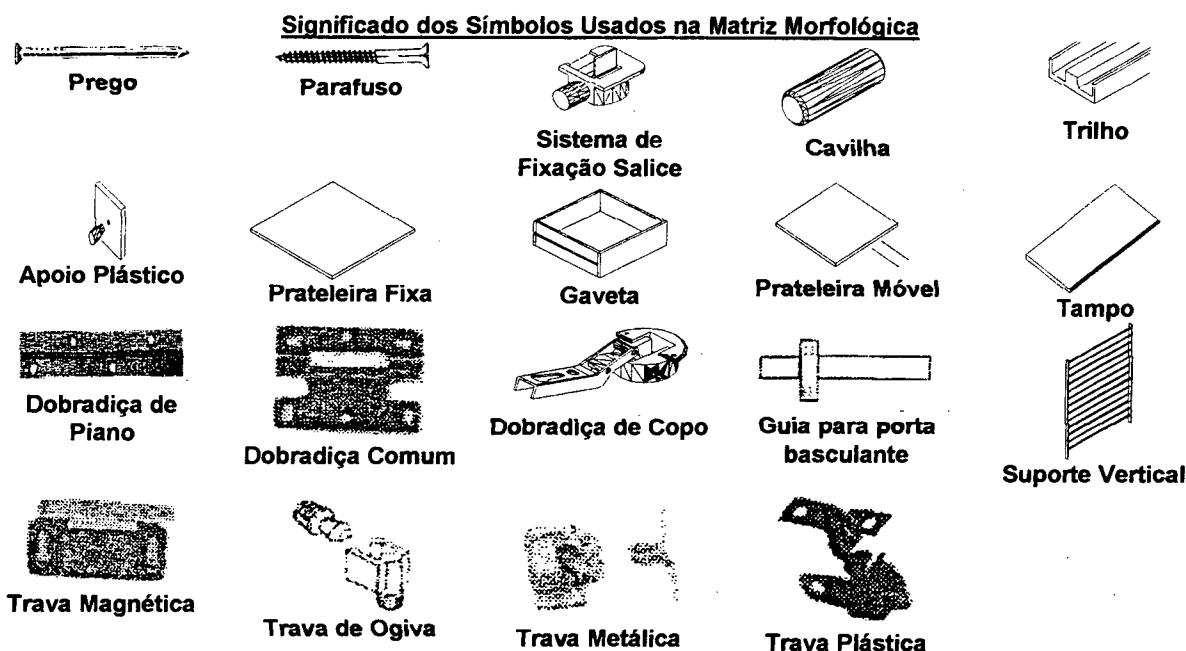 Significado dos Símbolos Usados na Matriz Morfológica
Prego
Parafuso
Sistema de
Fixação Salice
Cavilha
Trilho
Apoio Plástico
Prateleira Fixa
Gaveta
Prateleira Móvel
Tampo
Dobradiça de
Piano
Dobradiça Comum
Dobradiça de Copo
Guia para porta
basculante
Suporte Vertical
Trava Magnética
Trava de Ogiva
Trava Metálica
Trava Plástica